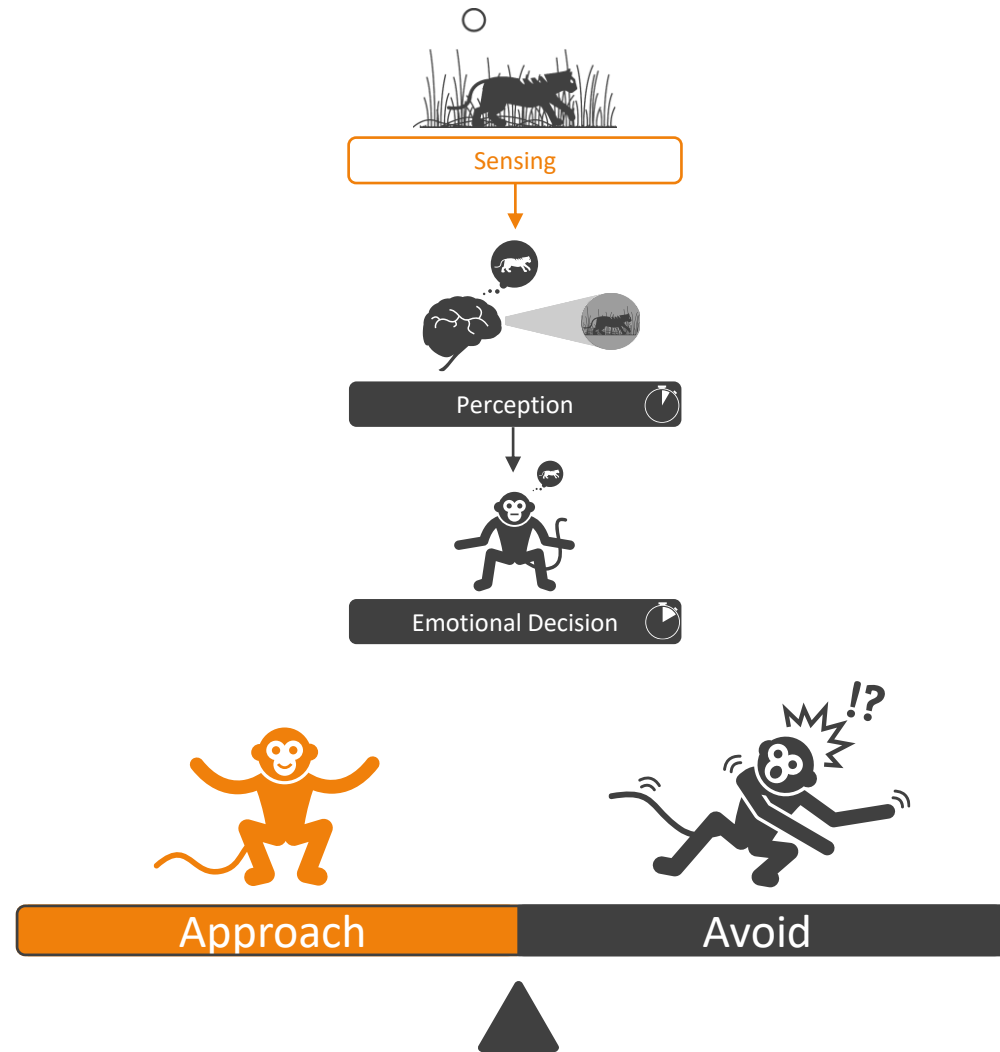 Sensing
Perception
Emotional Decision
!?
Approach
Avoid